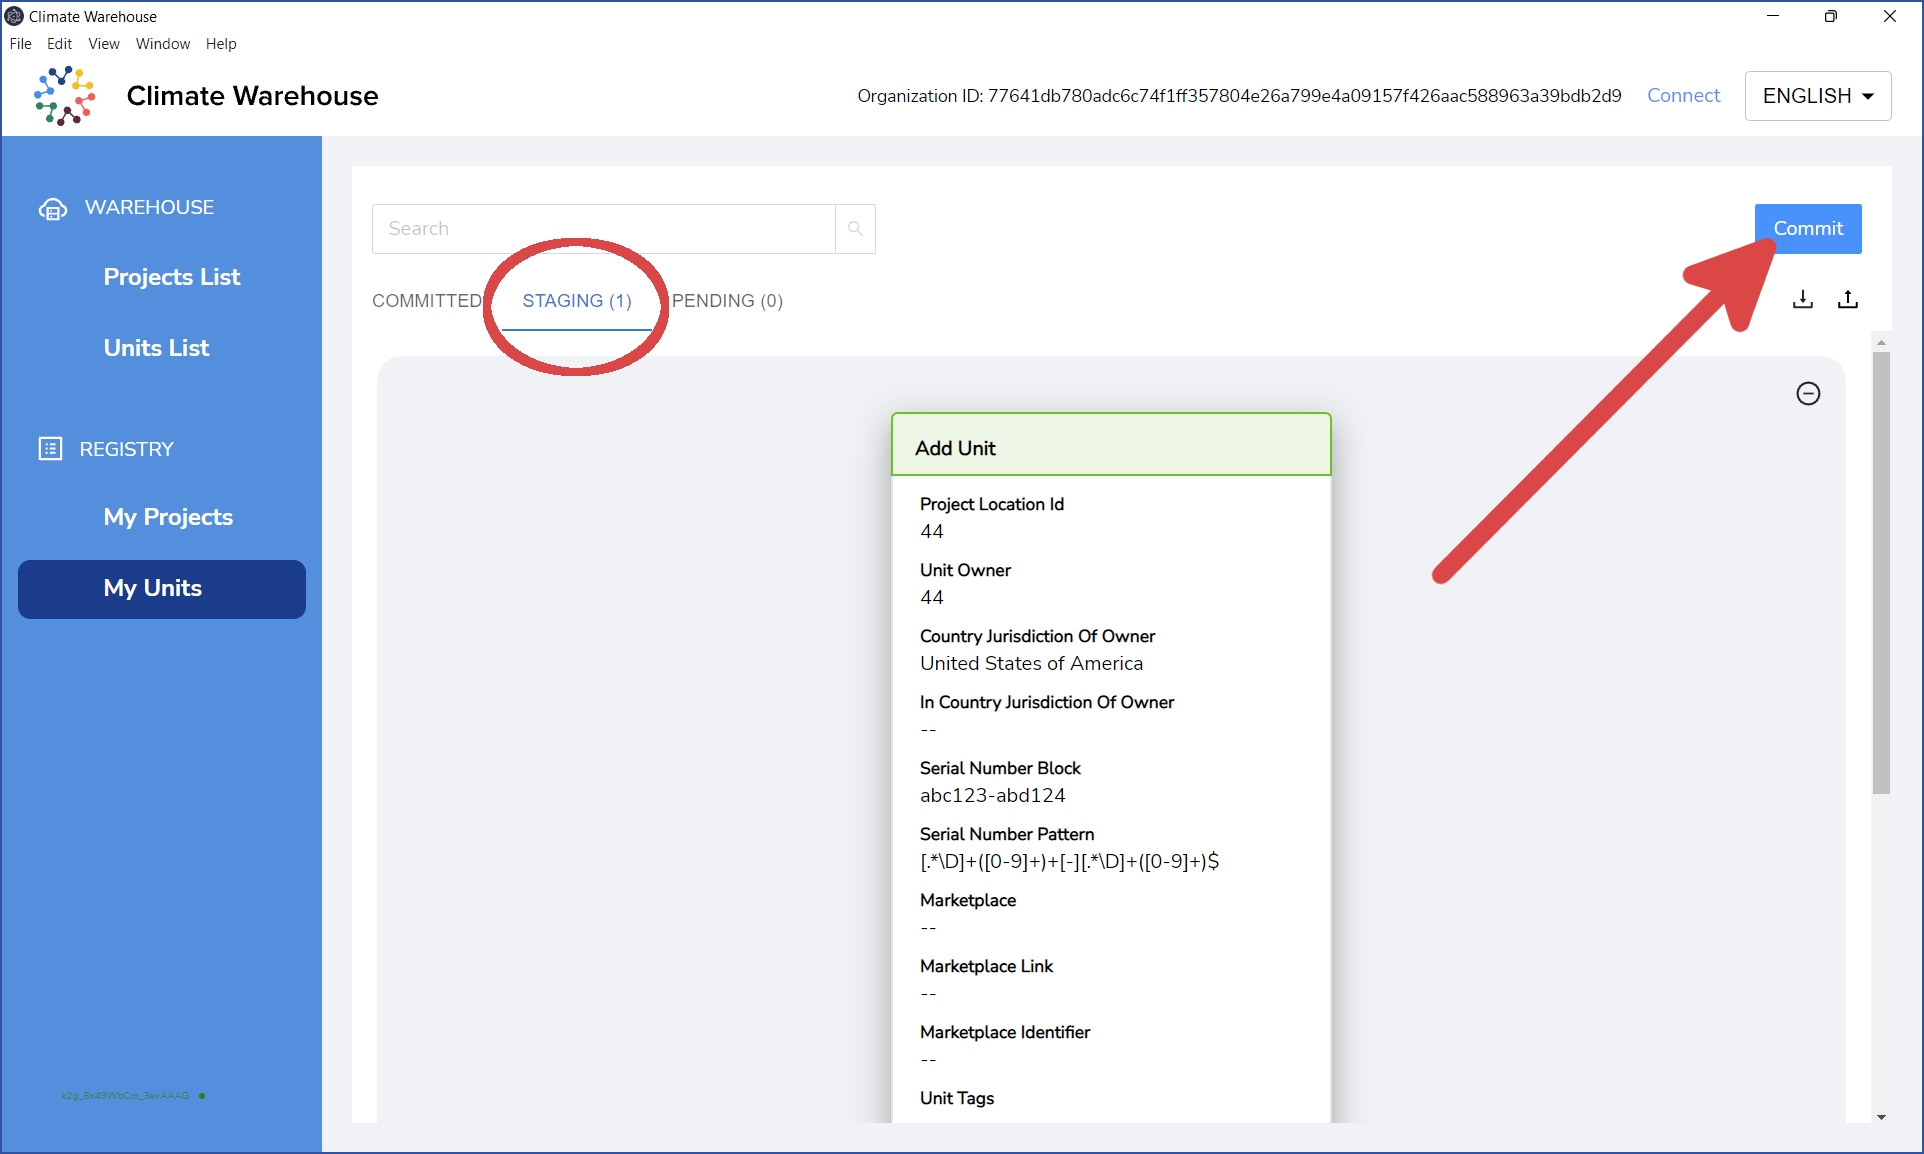 Climate Warehouse
File Edit View Window Help
Climate Warehouse
Organization ID: 77641db780adc6c74f1ff357804e26a799e4a09157f426aac588963a39bdb2d9 Connect ENGLISH
WAREHOUSE
Projects List
Units List
REGISTRY
My Projects
My Units
k2g_8x49WbCm_3evAAAG
Search
Commit
COMMITTED STAGING (1) PENDING (0)
Add Unit
Project Location Id
44
Unit Owner
44
Country Jurisdiction Of Owner
United States of America
In Country Jurisdiction Of Owner
--
Serial Number Block
abc123-abd124
Serial Number Pattern
[.*\D]+([0-9]+)+[-][.*\D]+([0-9]+)$
Marketplace
--
Marketplace Link
--
Marketplace Identifier
--
Unit Tags